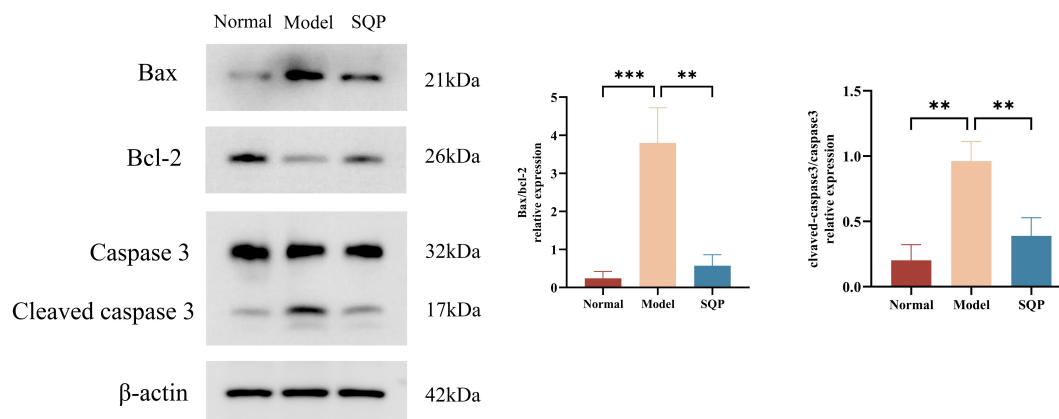 Normal Model SQP
Bax
21kDa
Bcl-2
26kDa
Caspase 3
32kDa
Cleaved caspase 3
17kDa
β-actin
42kDa
Bax/bcl-2
relative expression
5
4
3
2
1
0
*** **
Normal Model SQP
clvaved-caspase3/caspase3
relative expression
1.5
1.0
0.5
0.0
** **
Normal Model SQP